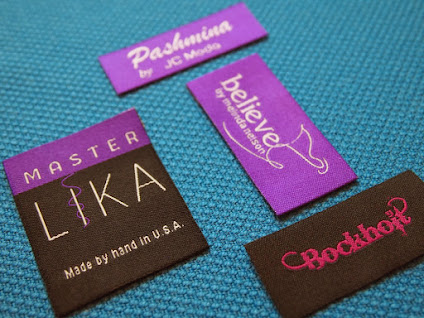 Pashmina
by JC Moda
believe
by melinda nelson
MASTER
LIKA
Made by hand in U.S.A.
Bockhoff